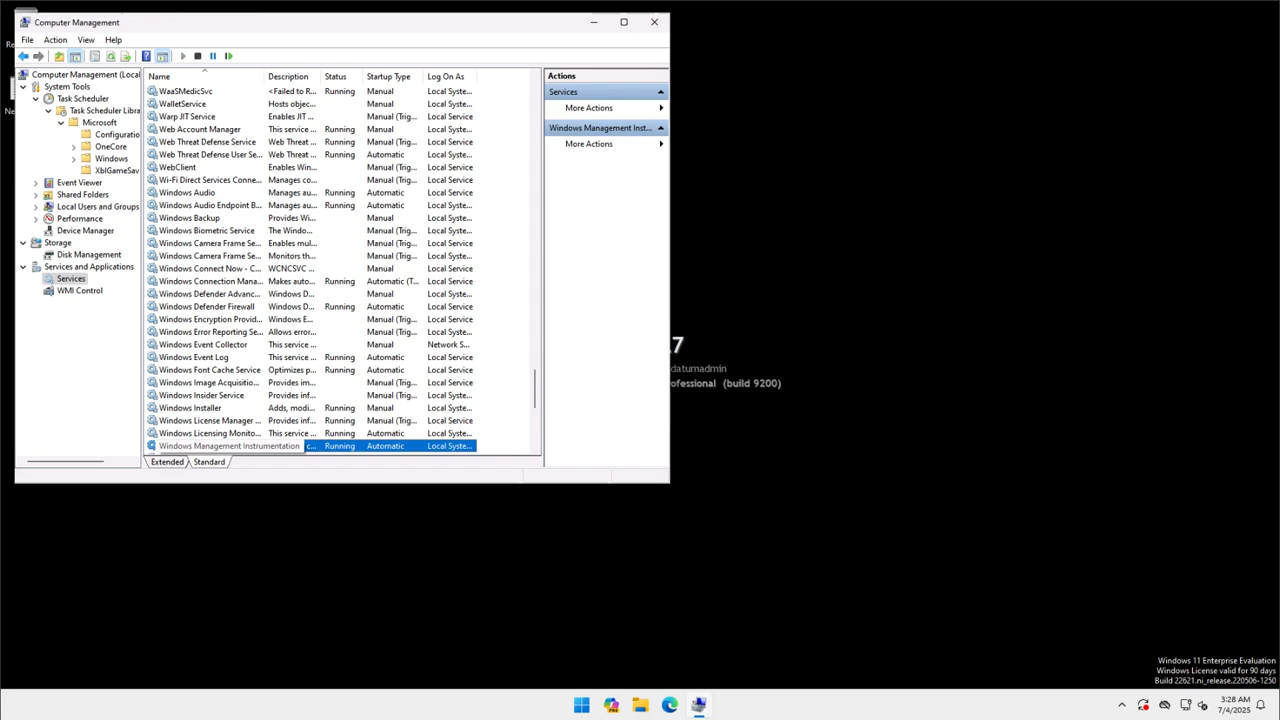 Computer Management
File Action View Help
Computer Management (Local
System Tools
Task Scheduler
Task Scheduler Libra
Microsoft
Configuratio
OneCore
Windows
XblGameSav
Event Viewer
Shared Folders
Local Users and Groups
Performance
Device Manager
Storage
Disk Management
Services and Applications
Services
WMI Control
Name Description Status Startup Type Log On As
WaaSMedicSvc <Failed to R... Running Manual Local Syste...
WalletService Hosts objec... Manual Local Syste...
Warp JIT Service Enables JIT ... Manual (Trig... Local Service
Web Account Manager This service ... Running Manual Local Syste...
Web Threat Defense Service Web Threat ... Running Manual (Trig... Local Service
Web Threat Defense User Se... Web Threat ... Running Automatic Local Syste...
WebClient Enables Win... Manual (Trig... Local Service
Wi-Fi Direct Services Conne... Manages co... Manual (Trig... Local Service
Windows Audio Manages au... Running Automatic Local Service
Windows Audio Endpoint B... Manages au... Running Automatic Local Syste...
Windows Backup Provides Wi... Manual Local Syste...
Windows Biometric Service The Windo... Manual (Trig... Local Syste...
Windows Camera Frame Se... Enables mul... Manual (Trig... Local Service
Windows Camera Frame Se... Monitors th... Manual (Trig... Local Syste...
Windows Connect Now - C... WCNCSVC ... Manual Local Service
Windows Connection Mana... Makes auto... Running Automatic (T... Local Service
Windows Defender Advanc... Windows D... Manual Local Syste...
Windows Defender Firewall Windows D... Running Automatic Local Service
Windows Encryption Provid... Windows E... Manual (Trig... Local Service
Windows Error Reporting Se... Allows error... Manual (Trig... Local Syste...
Windows Event Collector This service ... Manual Network S...
Windows Event Log This service ... Running Automatic Local Service
Windows Font Cache Service Optimizes p... Running Automatic Local Service
Windows Image Acquisitio... Provides im... Manual (Trig... Local Service
Windows Insider Service Provides inf... Manual (Trig... Local Syste...
Windows Installer Adds, modi... Running Manual Local Syste...
Windows License Manager ... Provides inf... Running Manual (Trig... Local Service
Windows Licensing Monito... This service ... Running Automatic Local Syste...
Windows Management Instrumentation c... Running Automatic Local Syste...
Extended Standard
Actions
Services
More Actions
Windows Management Inst...
More Actions
.7
datumadmin
ofessional (build 9200)
Windows 11 Enterprise Evaluation
Windows License valid for 90 days
Build 22621.ni_release.220506-1250
3:28 AM
7/4/2025